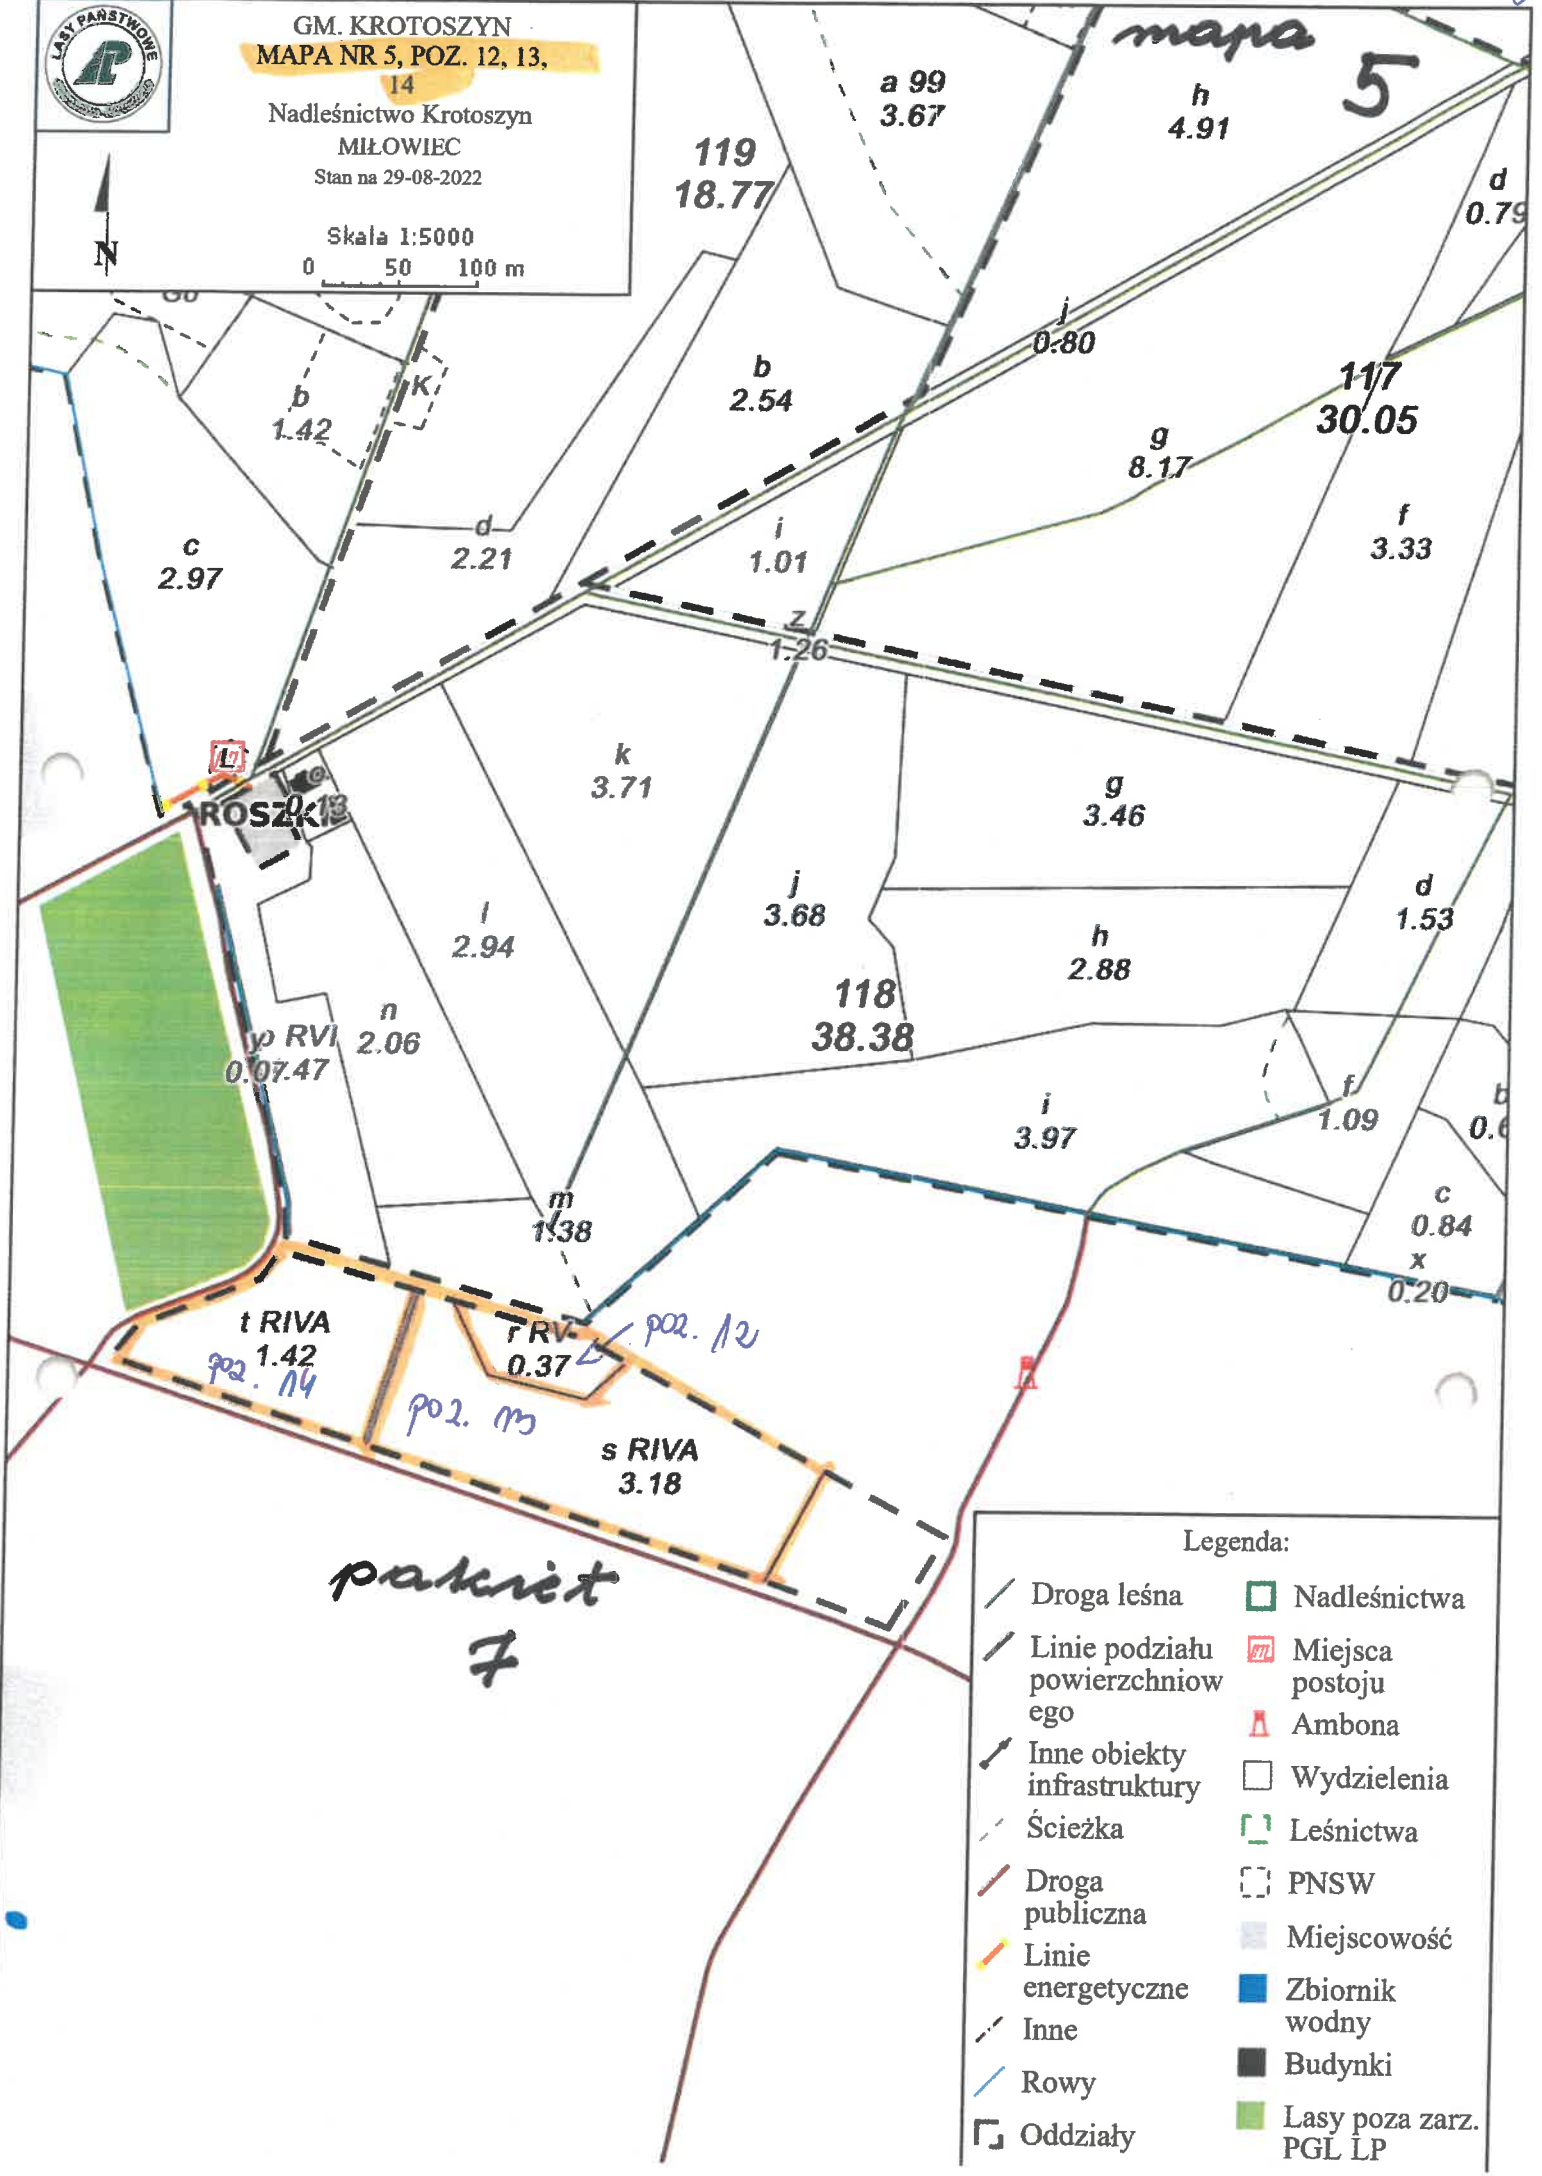 LASY PAŃSTWOWE
GM. KROTOSZYN
MAPA NR 5, POZ. 12, 13,
14
Nadleśnictwo Krotoszyn
MIŁOWIEC
Stan na 29-08-2022
Skala 1:5000
0 50 100 m
N
mapa
5
a 99
3.67
h
4.91
119
18.77
d
0.79
j
0.80
b
2.54
K
b
1.42
117
30.05
g
8.17
f
3.33
c
2.97
d
2.21
i
1.01
z
1.26
k
3.71
g
3.46
L
o
ROSZKI
0.13
j
3.68
d
1.53
l
2.94
h
2.88
118
38.38
n
2.06
p RVI
0.07.47
i
3.97
f
1.09
b
m
1.38
c
0.84
x
0.20
t RIVA
1.42
poz. 14
r RV
0.37
poz. 12
poz. 13
s RIVA
3.18
pakiet
7
Legenda:
Droga leśna
Linie podziału
powierzchniow
ego
Inne obiekty
infrastruktury
Ścieżka
Droga
publiczna
Linie
energetyczne
Inne
Rowy
Oddziały
Nadleśnictwa
Miejsca
postoju
Ambona
Wydzielenia
Leśnictwa
PNSW
Miejscowość
Zbiornik
wodny
Budynki
Lasy poza zarz.
PGL LP